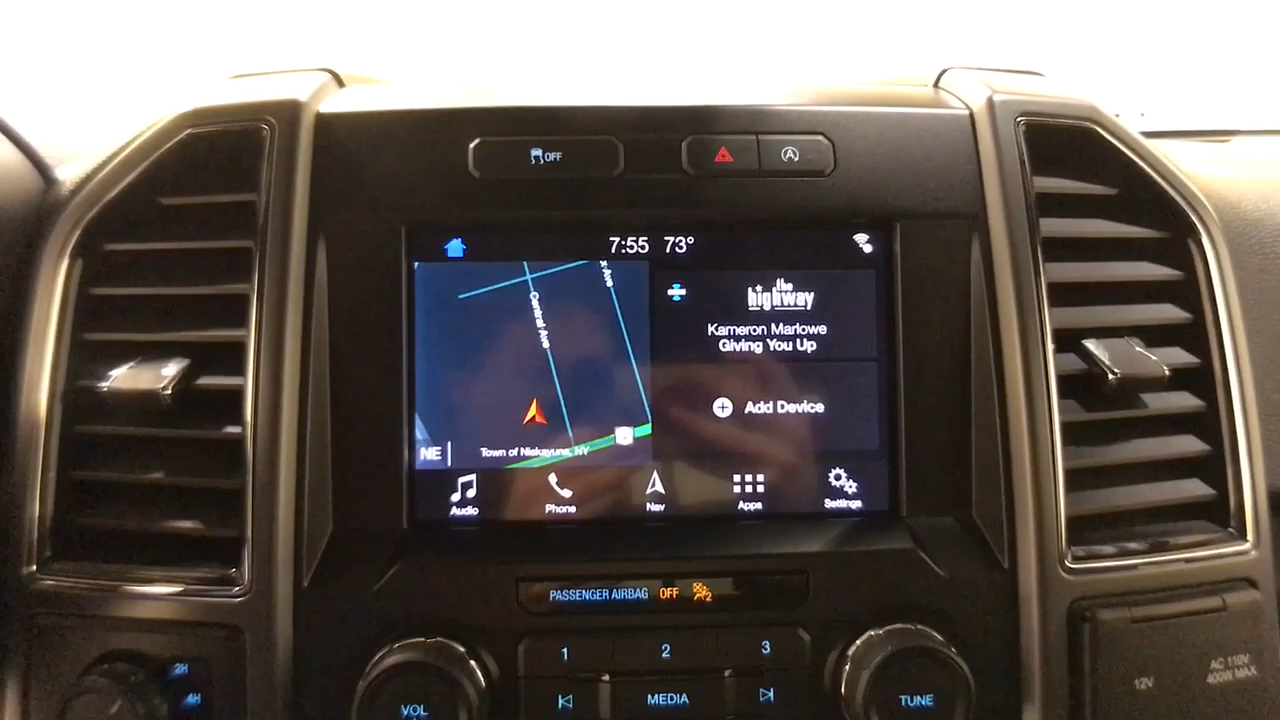 OFF
A
7:55 73°
x-Ave
Central Ave
NE
Town of Niskayuna, NY
the
highway
Kameron Marlowe
Giving You Up
Add Device
Audio
Phone
Nav
Apps
Settings
PASSENGER AIRBAG OFF 2
1
2
3
MEDIA
VOL
TUNE
2H
4H
12V
AC 110V
400W MAX